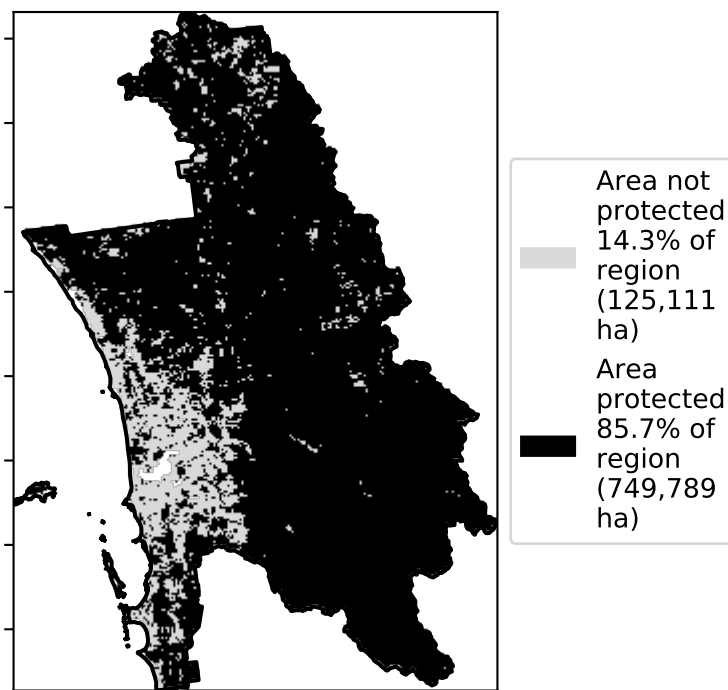 Area not
protected
14.3% of
region
(125,111
ha)
Area
protected
85.7% of
region
(749,789
ha)